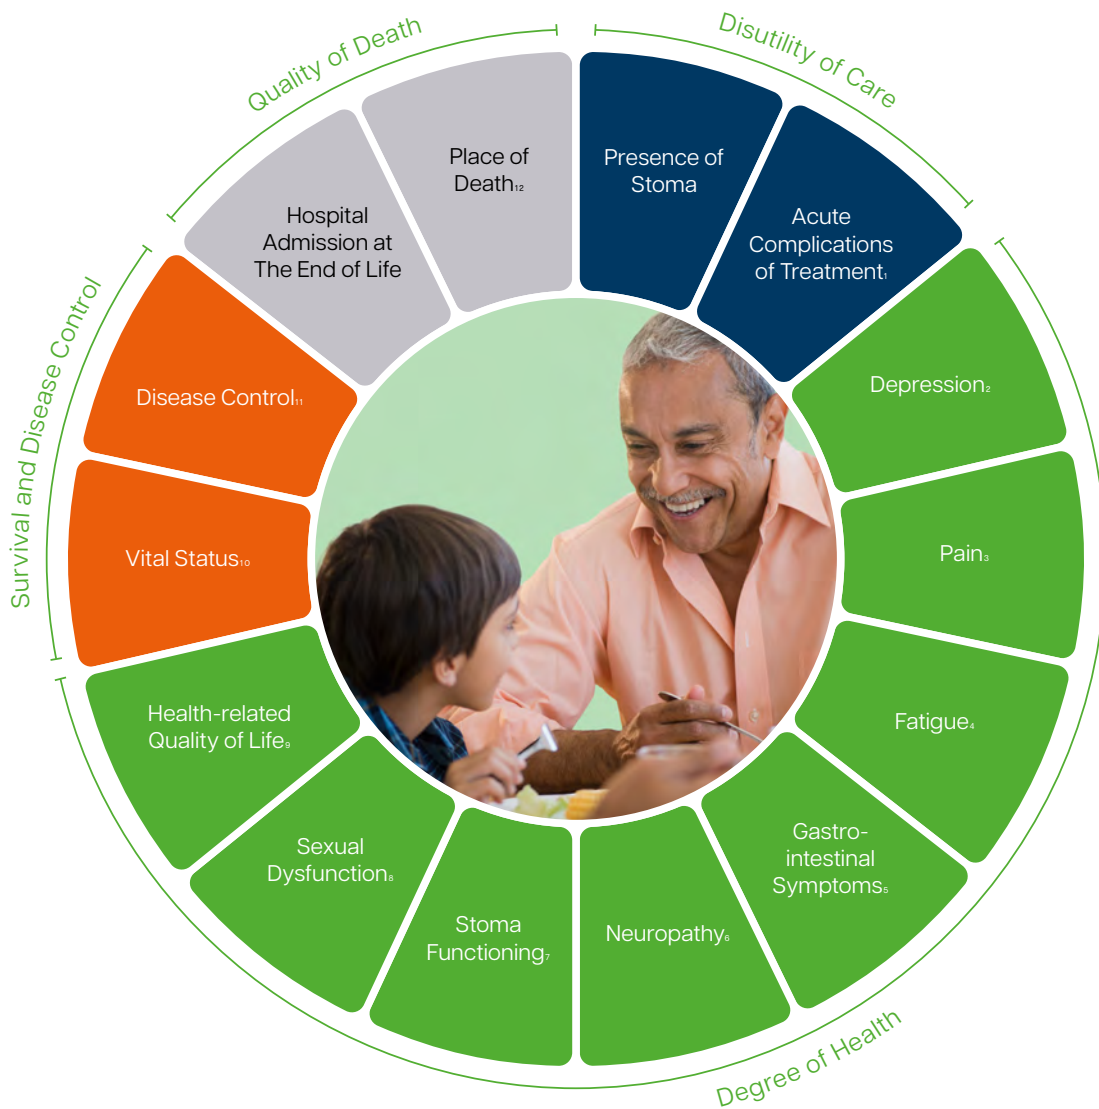 Disutility of Care
Presence of
Stoma
Acute
Complications
of Treatment1
Degree of Health
Depression2
Pain3
Fatigue4
Gastro-
intestinal
Symptoms5
Neuropathy6
Stoma
Functioning7
Sexual
Dysfunction8
Health-related
Quality of Life9
Survival and Disease Control
Vital Status10
Disease Control11
Quality of Death
Hospital
Admission at
The End of Life
Place of
Death12